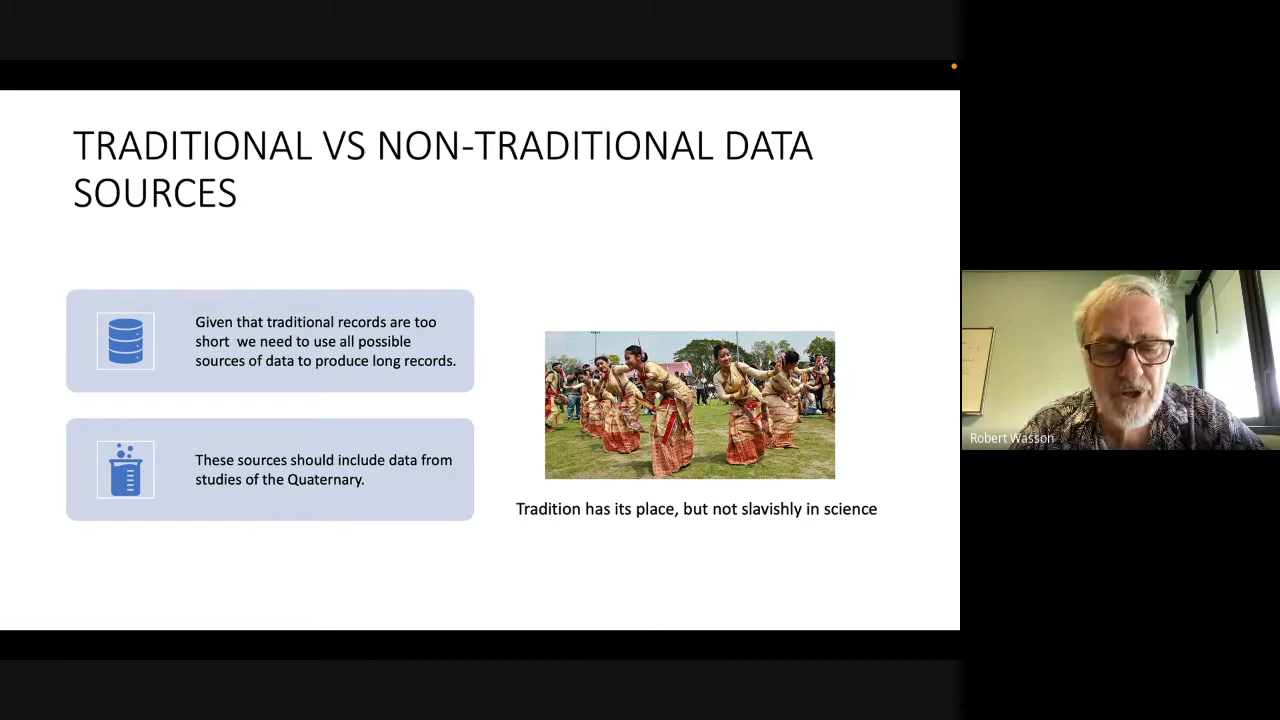 TRADITIONAL VS NON-TRADITIONAL DATA
SOURCES
Given that traditional records are too
short  we need to use all possible
sources of data to produce long records.
These sources should include data from
studies of the Quaternary.
Tradition has its place, but not slavishly in science
Robert Wasson